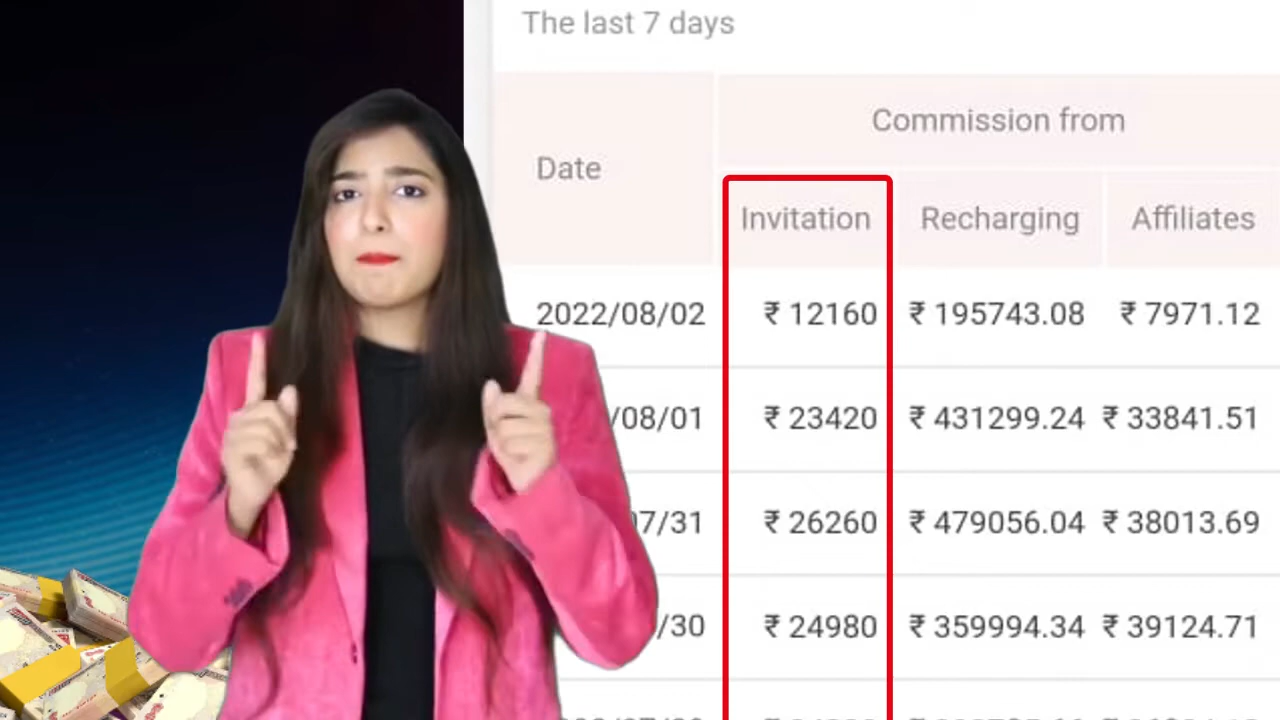 The last 7 days
Commission from
Date
Invitation Recharging Affiliates
2022/08/02 ₹ 12160 ₹ 195743.08 ₹ 7971.12
/08/01 ₹ 23420 ₹ 431299.24 ₹ 33841.51
07/31 ₹ 26260 ₹ 479056.04 ₹ 38013.69
/30 ₹ 24980 ₹ 359994.34 ₹ 39124.71